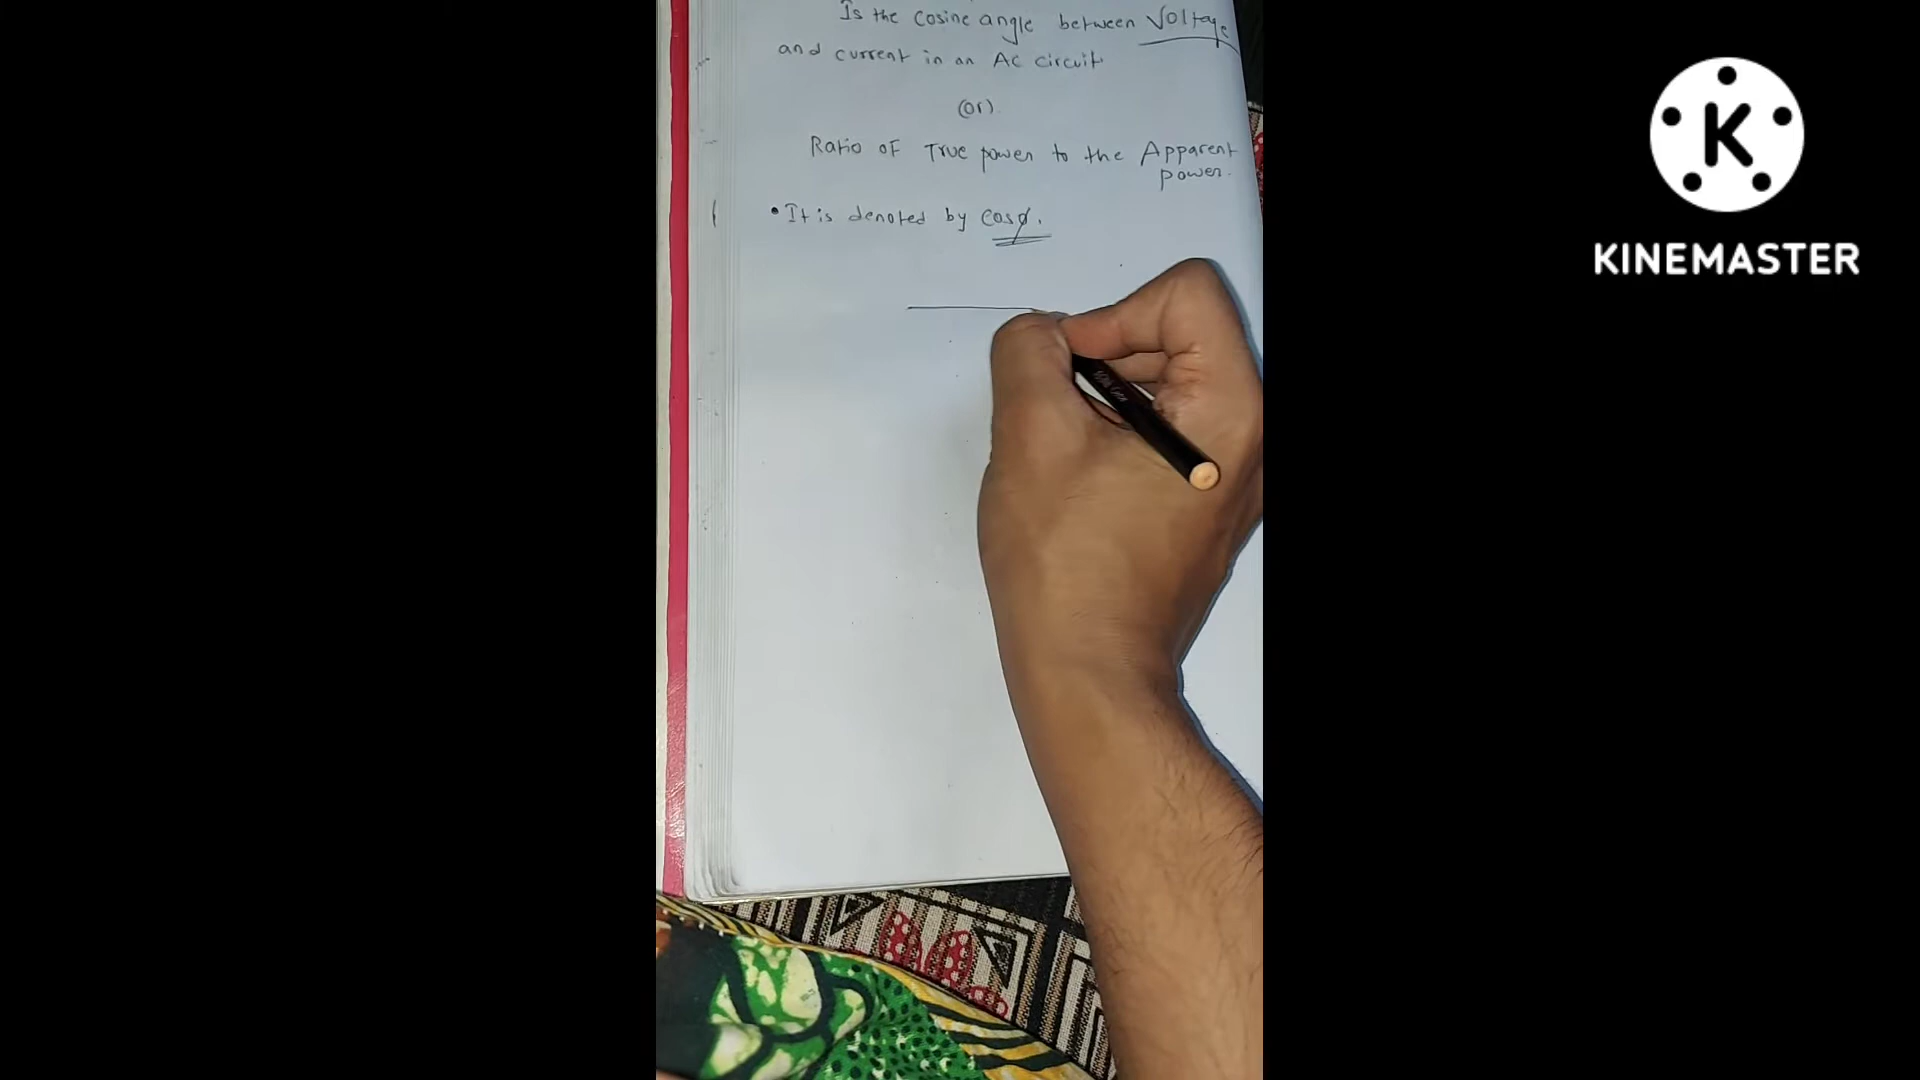 Is the cosine angle between Voltage
and current in an AC circuit
(or)
Ratio of True power to the Apparent
power.
• It is denoted by cosϕ.
K
KINEMASTER